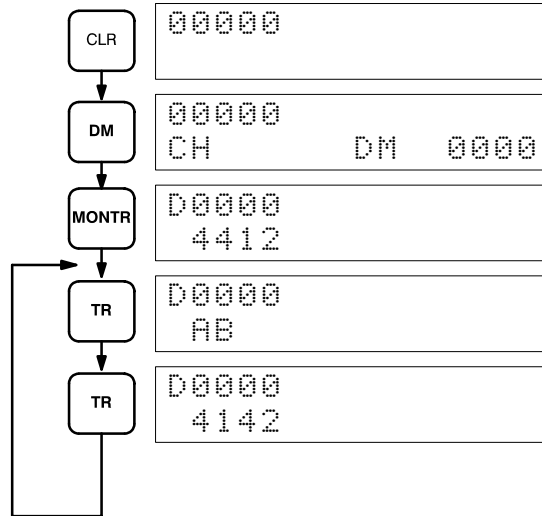 CLR
00000
DM
00000
CH DM 0000
MONTR
D0000
4412
TR
D0000
AB
TR
D0000
4142